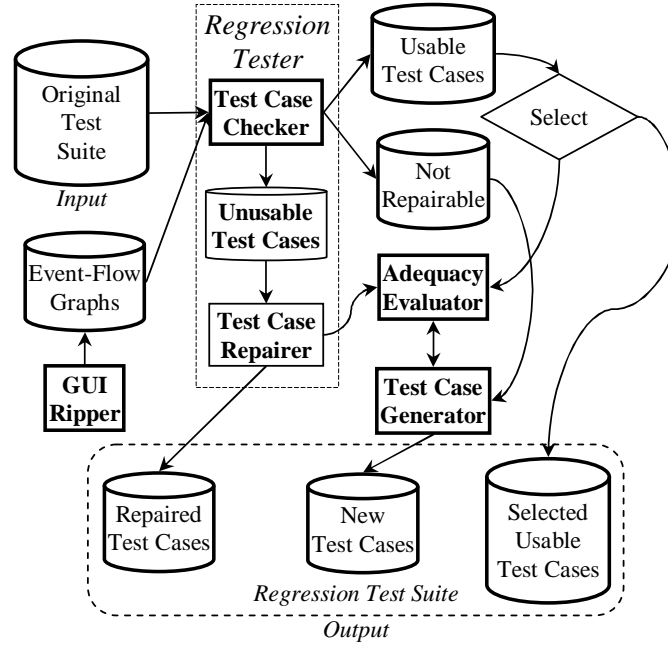 Regression
Tester
Original
Test
Suite
Input
Test Case
Checker
Usable
Test Cases
Select
Not
Repairable
Unusable
Test Cases
Event-Flow
Graphs
Adequacy
Evaluator
Test Case
Repairer
GUI
Ripper
Test Case
Generator
Repaired
Test Cases
New
Test Cases
Selected
Usable
Test Cases
Regression Test Suite
Output